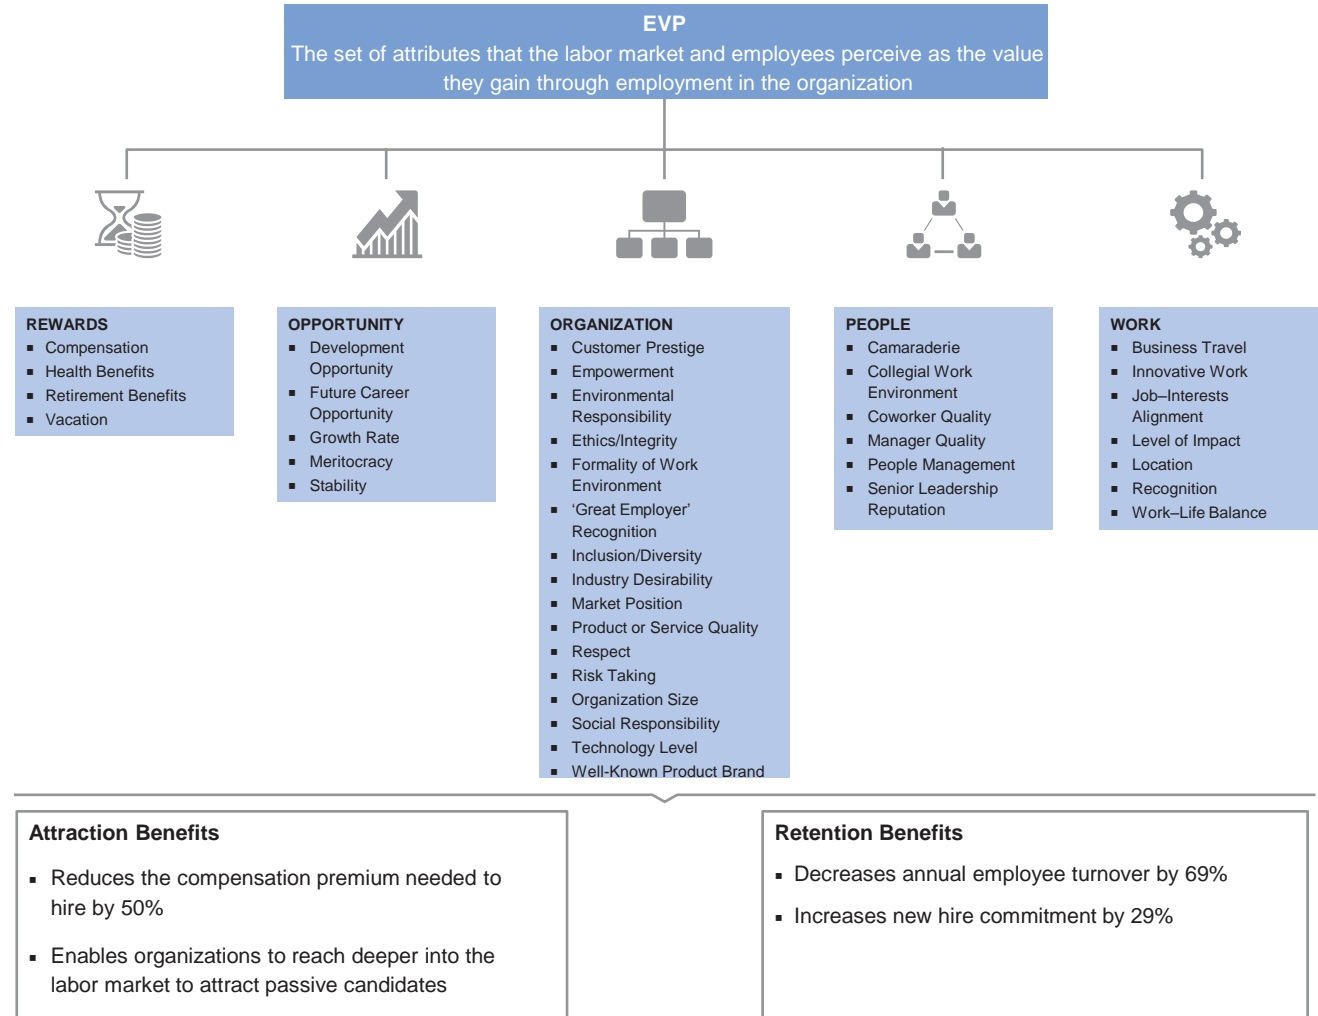 EVP
The set of attributes that the labor market and employees perceive as the value
they gain through employment in the organization
REWARDS
▪ Compensation
▪ Health Benefits
▪ Retirement Benefits
▪ Vacation
OPPORTUNITY
▪ Development
Opportunity
▪ Future Career
Opportunity
▪ Growth Rate
▪ Meritocracy
▪ Stability
ORGANIZATION
▪ Customer Prestige
▪ Empowerment
▪ Environmental
Responsibility
▪ Ethics/Integrity
▪ Formality of Work
Environment
▪ ‘Great Employer’
Recognition
▪ Inclusion/Diversity
▪ Industry Desirability
▪ Market Position
▪ Product or Service Quality
▪ Respect
▪ Risk Taking
▪ Organization Size
▪ Social Responsibility
▪ Technology Level
▪ Well-Known Product Brand
PEOPLE
▪ Camaraderie
▪ Collegial Work
Environment
▪ Coworker Quality
▪ Manager Quality
▪ People Management
▪ Senior Leadership
Reputation
WORK
▪ Business Travel
▪ Innovative Work
▪ Job–Interests
Alignment
▪ Level of Impact
▪ Location
▪ Recognition
▪ Work–Life Balance
Attraction Benefits
▪ Reduces the compensation premium needed to
hire by 50%
▪ Enables organizations to reach deeper into the
labor market to attract passive candidates
Retention Benefits
▪ Decreases annual employee turnover by 69%
▪ Increases new hire commitment by 29%